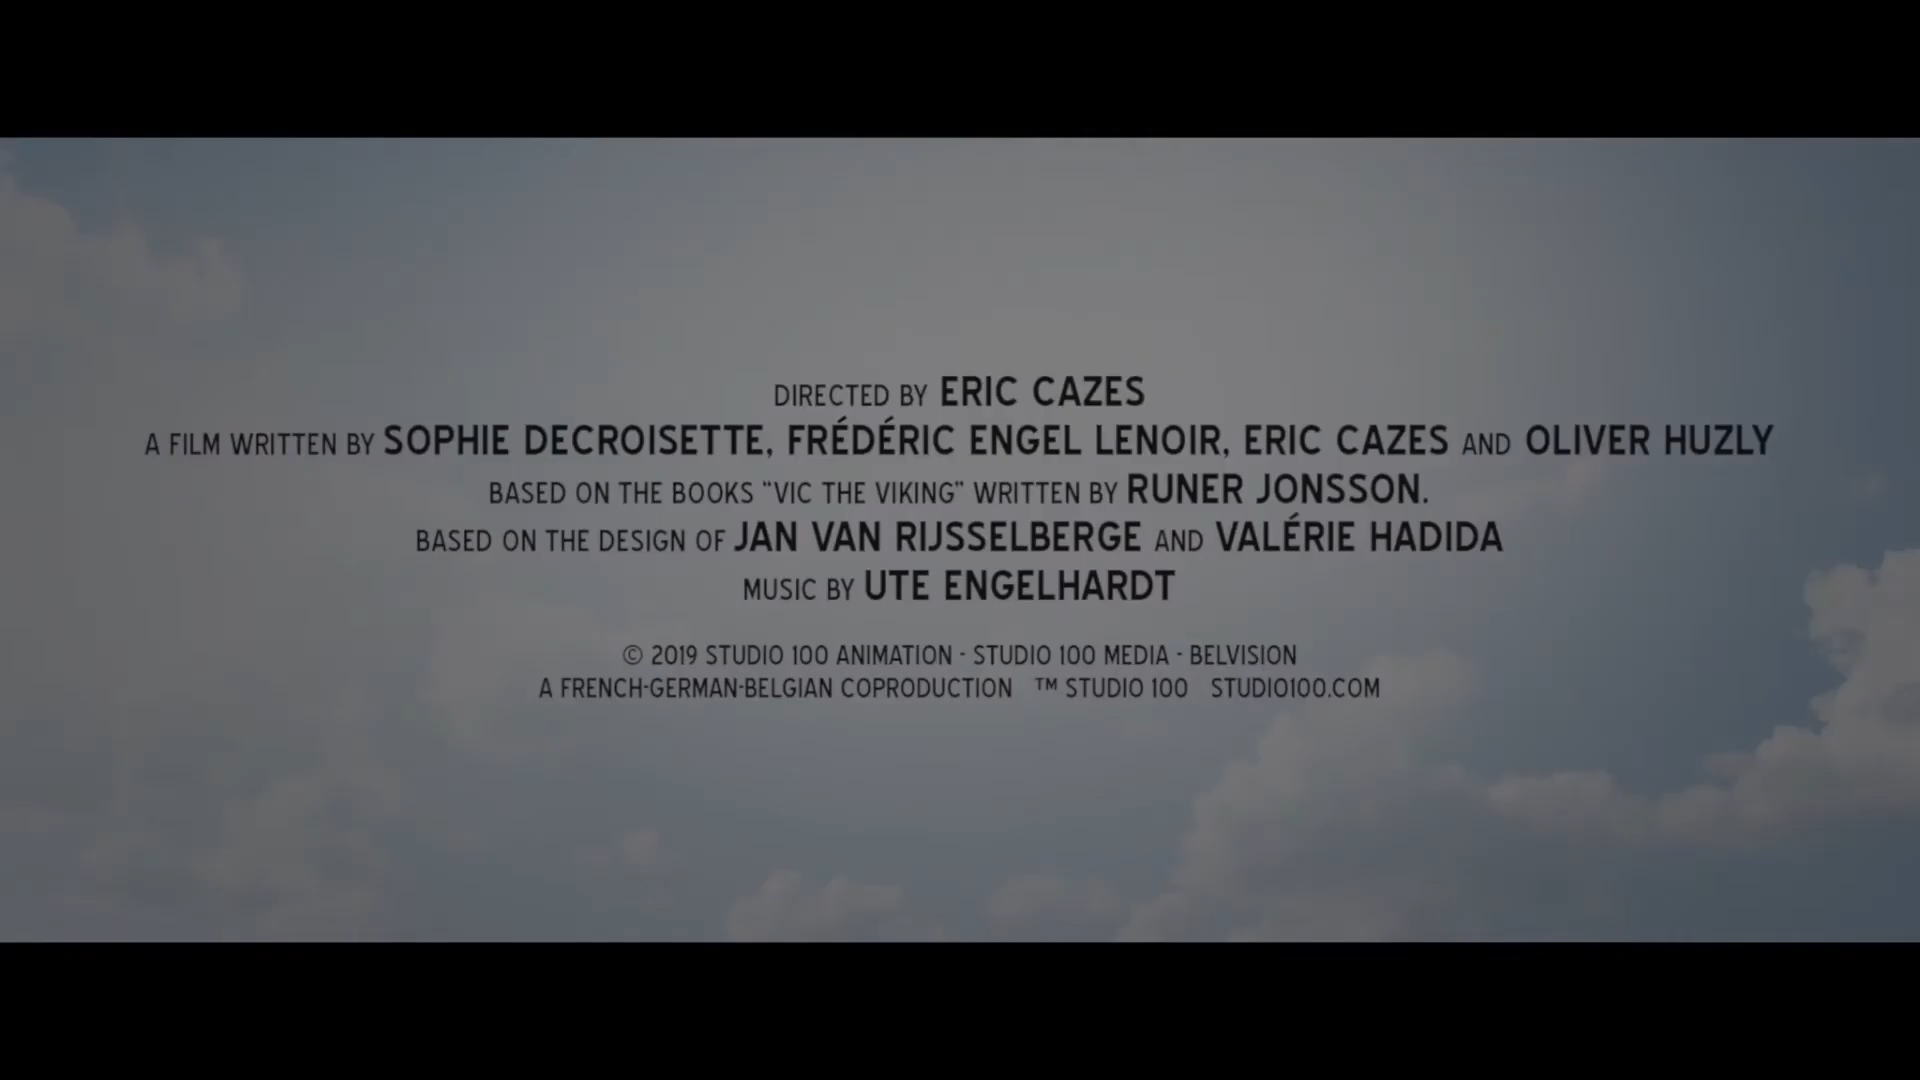 DIRECTED BY ERIC CAZES
A FILM WRITTEN BY SOPHIE DECROISETTE, FRÉDÉRIC ENGEL LENOIR, ERIC CAZES AND OLIVER HUZLY
BASED ON THE BOOKS “VIC THE VIKING” WRITTEN BY RUNER JONSSON.
BASED ON THE DESIGN OF JAN VAN RIJSSELBERGE AND VALÉRIE HADIDA
MUSIC BY UTE ENGELHARDT
© 2019 STUDIO 100 ANIMATION - STUDIO 100 MEDIA - BELVISION
A FRENCH-GERMAN-BELGIAN COPRODUCTION ™ STUDIO 100 STUDIO100.COM